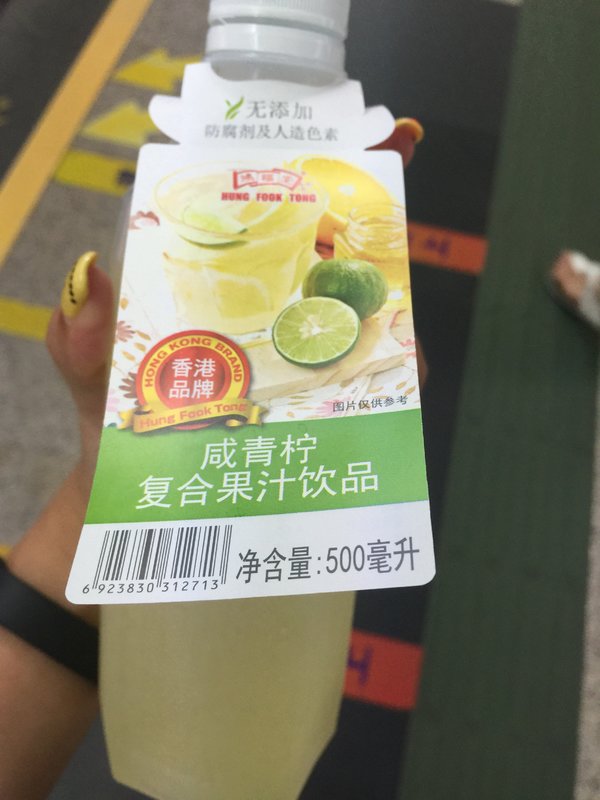 无添加
防腐剂及人造色素
鴻福堂
HUNG FOOK TONG
HONG KONG BRAND
香港
品牌
Hung Fook Tong
图片仅供参考
咸青柠
复合果汁饮品
6 923830 312713
净含量:500毫升